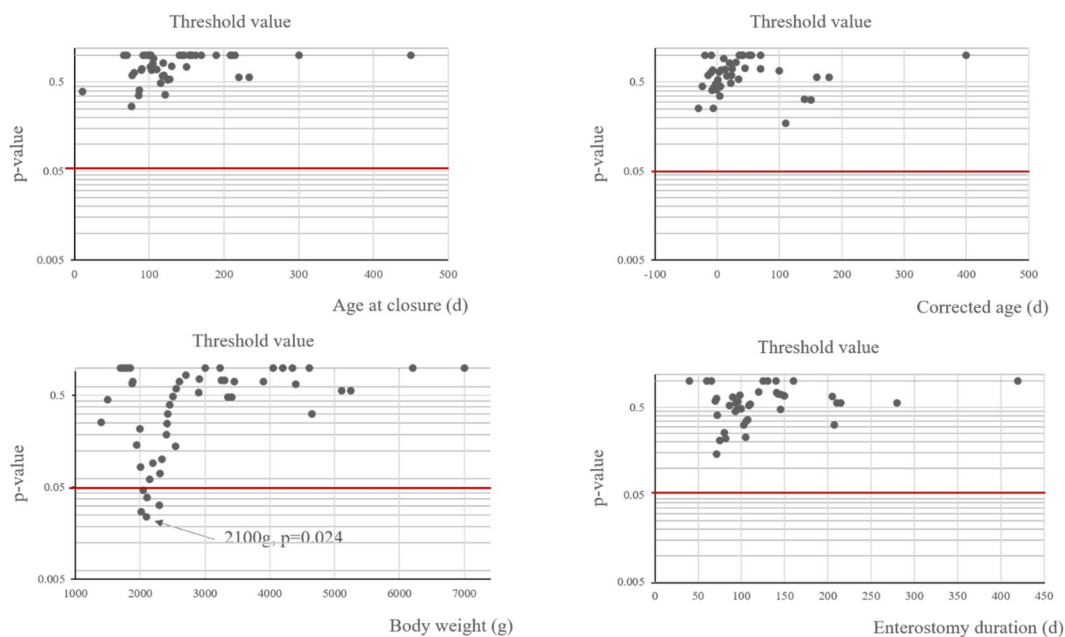 Threshold value
p-value
0.5
0.05
0.005
0 100 200 300 400 500
Age at closure (d)
Threshold value
p-value
0.5
0.05
0.005
-100 0 100 200 300 400 500
Corrected age (d)
Threshold value
p-value
0.5
0.05
2100g, p=0.024
0.005
1000 2000 3000 4000 5000 6000 7000
Body weight (g)
Threshold value
p-value
0.5
0.05
0.005
0 50 100 150 200 250 300 350 400 450
Enterostomy duration (d)